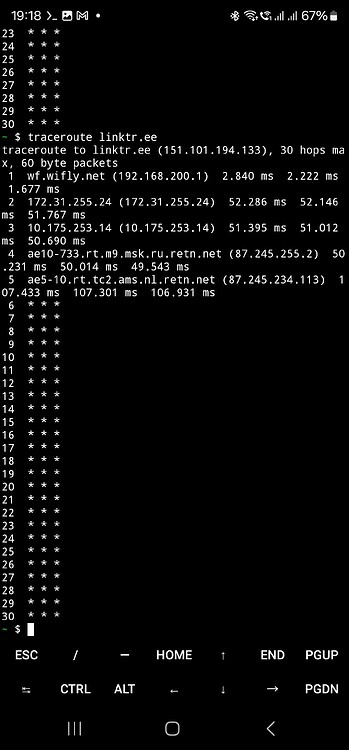 19:18 67%
23 * * *
24 * * *
25 * * *
26 * * *
27 * * *
28 * * *
29 * * *
30 * * *
~ $ traceroute linktr.ee
traceroute to linktr.ee (151.101.194.133), 30 hops ma
x, 60 byte packets
1 wf.wifly.net (192.168.200.1) 2.840 ms 2.222 ms
1.677 ms
2 172.31.255.24 (172.31.255.24) 52.286 ms 52.146
ms 51.767 ms
3 10.175.253.14 (10.175.253.14) 51.395 ms 51.012
ms 50.690 ms
4 ae10-733.rt.m9.msk.ru.retn.net (87.245.255.2) 50
.231 ms 50.014 ms 49.543 ms
5 ae5-10.rt.tc2.ams.nl.retn.net (87.245.234.113) 1
07.433 ms 107.301 ms 106.931 ms
6 * * *
7 * * *
8 * * *
9 * * *
10 * * *
11 * * *
12 * * *
13 * * *
14 * * *
15 * * *
16 * * *
17 * * *
18 * * *
19 * * *
20 * * *
21 * * *
22 * * *
23 * * *
24 * * *
25 * * *
26 * * *
27 * * *
28 * * *
29 * * *
30 * * *
~ $
ESC / — HOME ↑ END PGUP
⇆ CTRL ALT ← ↓ → PGDN